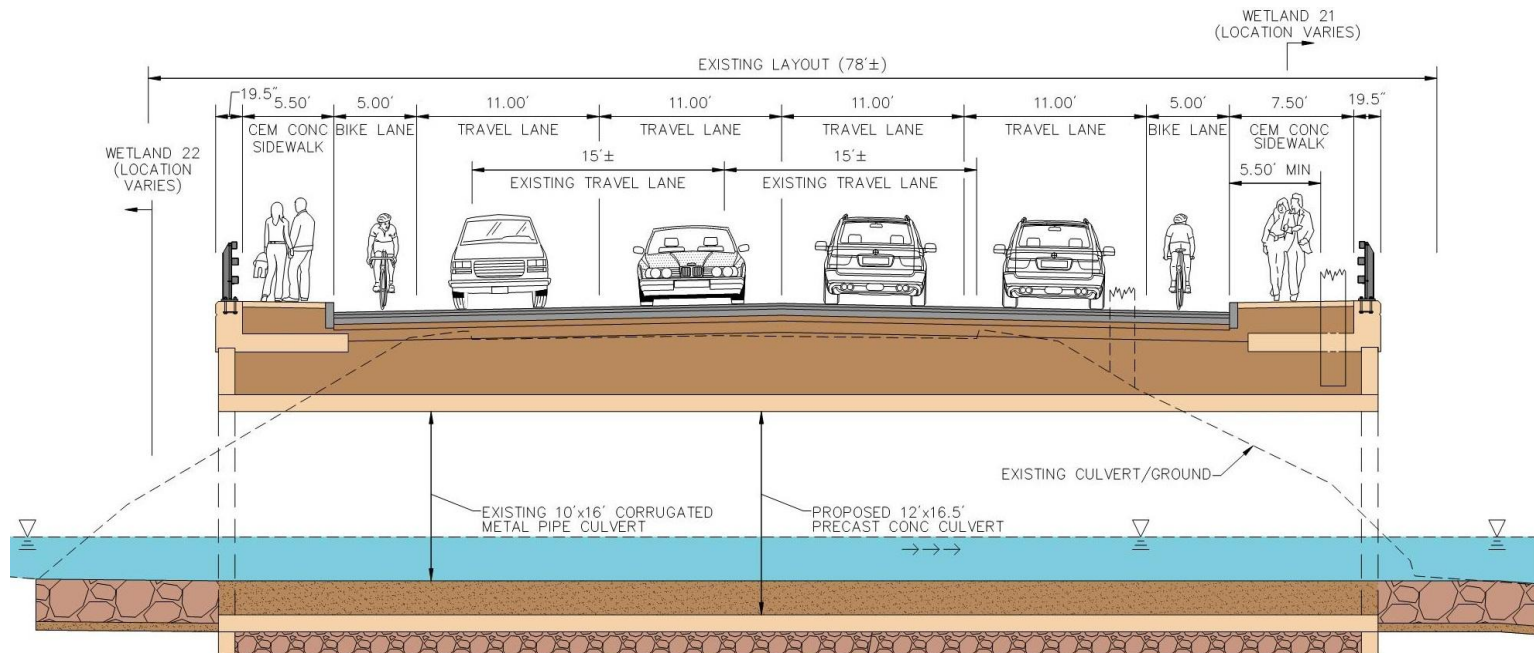 WETLAND 21
(LOCATION VARIES)
EXISTING LAYOUT (78'±)
19.5"
5.50'
5.00'
11.00'
11.00'
11.00'
11.00'
5.00'
7.50'
19.5"
CEM CONC
SIDEWALK
BIKE LANE
TRAVEL LANE
TRAVEL LANE
TRAVEL LANE
TRAVEL LANE
BIKE LANE
CEM CONC
SIDEWALK
WETLAND 22
(LOCATION
VARIES)
15'±
15'±
EXISTING TRAVEL LANE
EXISTING TRAVEL LANE
5.50' MIN
EXISTING CULVERT/GROUND
EXISTING 10'x16' CORRUGATED
METAL PIPE CULVERT
PROPOSED 12'x16.5'
PRECAST CONC CULVERT